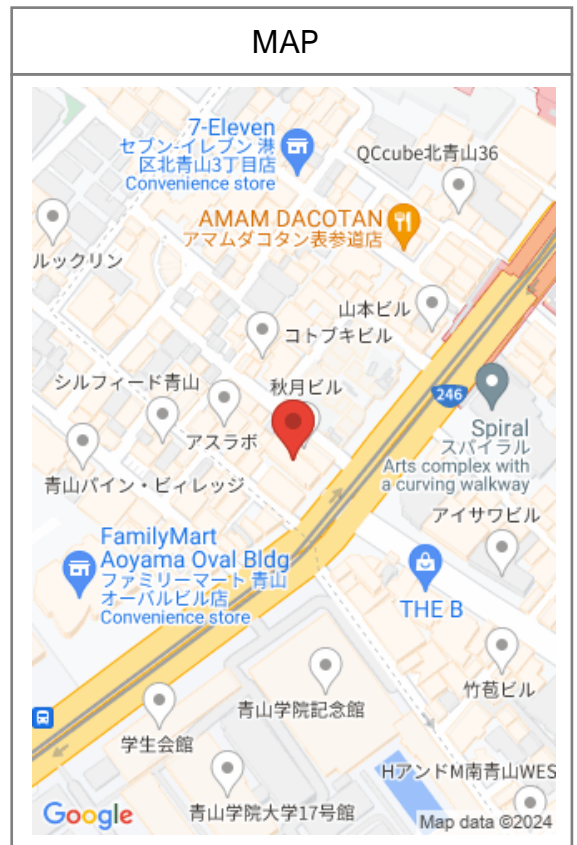 MAP
7-Eleven
セブン-イレブン 港
区北青山3丁目店
Convenience store
QCcube北青山36
AMAM DACOTAN
アマムダコタン表参道店
ルックリン
山本ビル
コトブキビル
シルフィード青山
秋月ビル
246
アスラボ
Spiral
スパイラル
Arts complex with
a curving walkway
青山パイン・ビィレッジ
アイサワビル
FamilyMart
Aoyama Oval Bldg
ファミリーマート 青山
オーバルビル店
Convenience store
THE B
竹苞ビル
青山学院記念館
学生会館
HアンドM南青山WES
青山学院大学17号館
Google
Map data ©2024